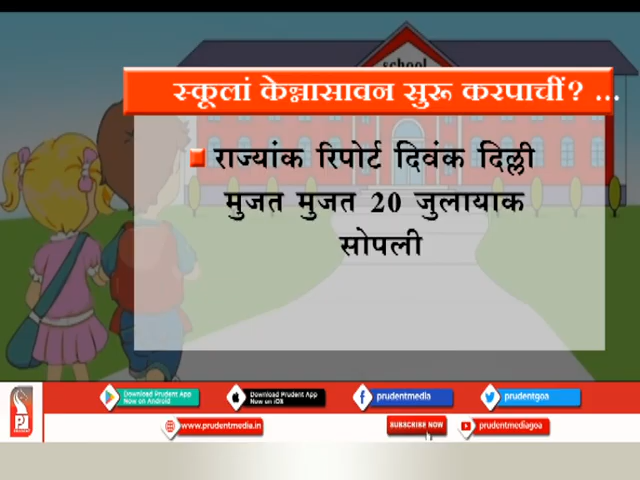 school
स्कूलां केन्नासावन सुरू करपाचीं? ...
राज्यांक रिपोर्ट दिवंक दिल्ली
मुजत मुजत 20 जुलायाक
सोपली
Download Prudent App
Now on Android
Download Prudent App
Now on iOS
prudentmedia
prudentgoa
www.prudentmedia.in
SUBSCRIBE NOW
prudentmediagoa
PRUDENT